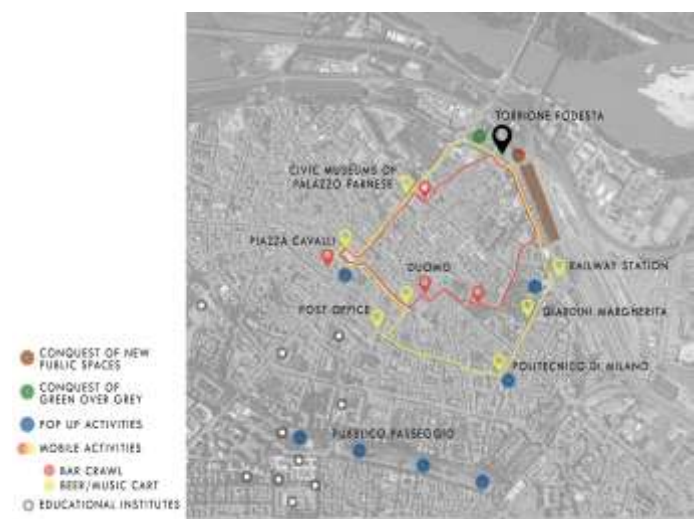 TORRIONE FODESTA
CIVIC MUSEUMS OF
PALAZZO FARNESE
PIAZZA CAVALLI
DUOMO
RAILWAY STATION
POST OFFICE
GIARDINI MARGHERITA
POLITECNICO DI MILANO
PUBBLICO PASSEGGIO
CONQUEST OF NEW
PUBLIC SPACES
CONQUEST OF
GREEN OVER GREY
POP UP ACTIVITIES
MOBILE ACTIVITIES
BAR CRAWL
BEER/MUSIC CART
EDUCATIONAL INSTITUTES